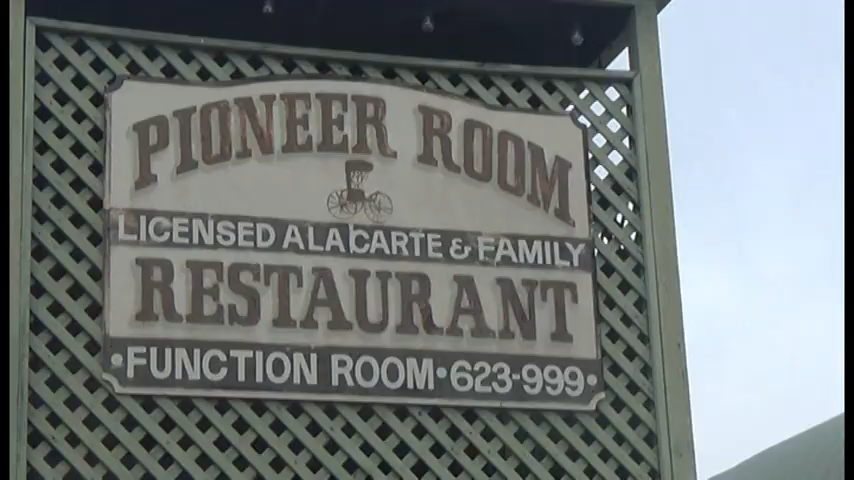 PIONEER ROOM
LICENSED A LA CARTE & FAMILY
RESTAURANT
•FUNCTION ROOM•623-999•